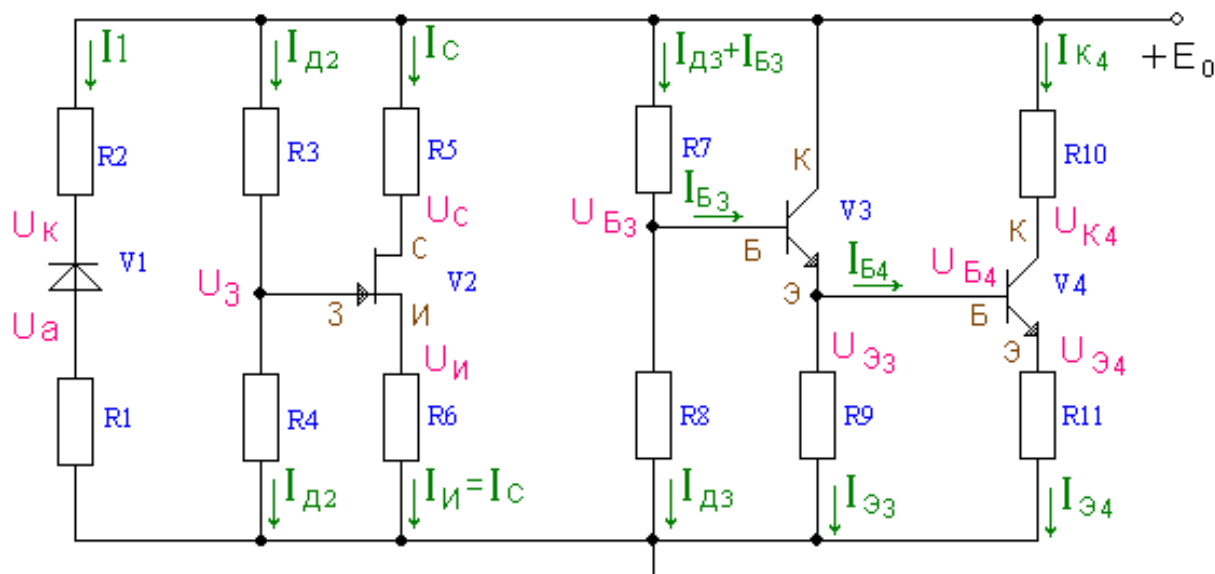 I1 IД2 IС IД3+IБ3 IК4 +E0
R2 R3 R5 R7 К R10
IБ3
UК UС UБ3 V3 К UК4
V1 С Б IБ4 UБ4
UЗ V2 V4
З И Э Б
Uа UИ UЭ3 Э UЭ4
R1 R4 R6 R8 R9 R11
IД2 IИ=IС IД3 IЭ3 IЭ4